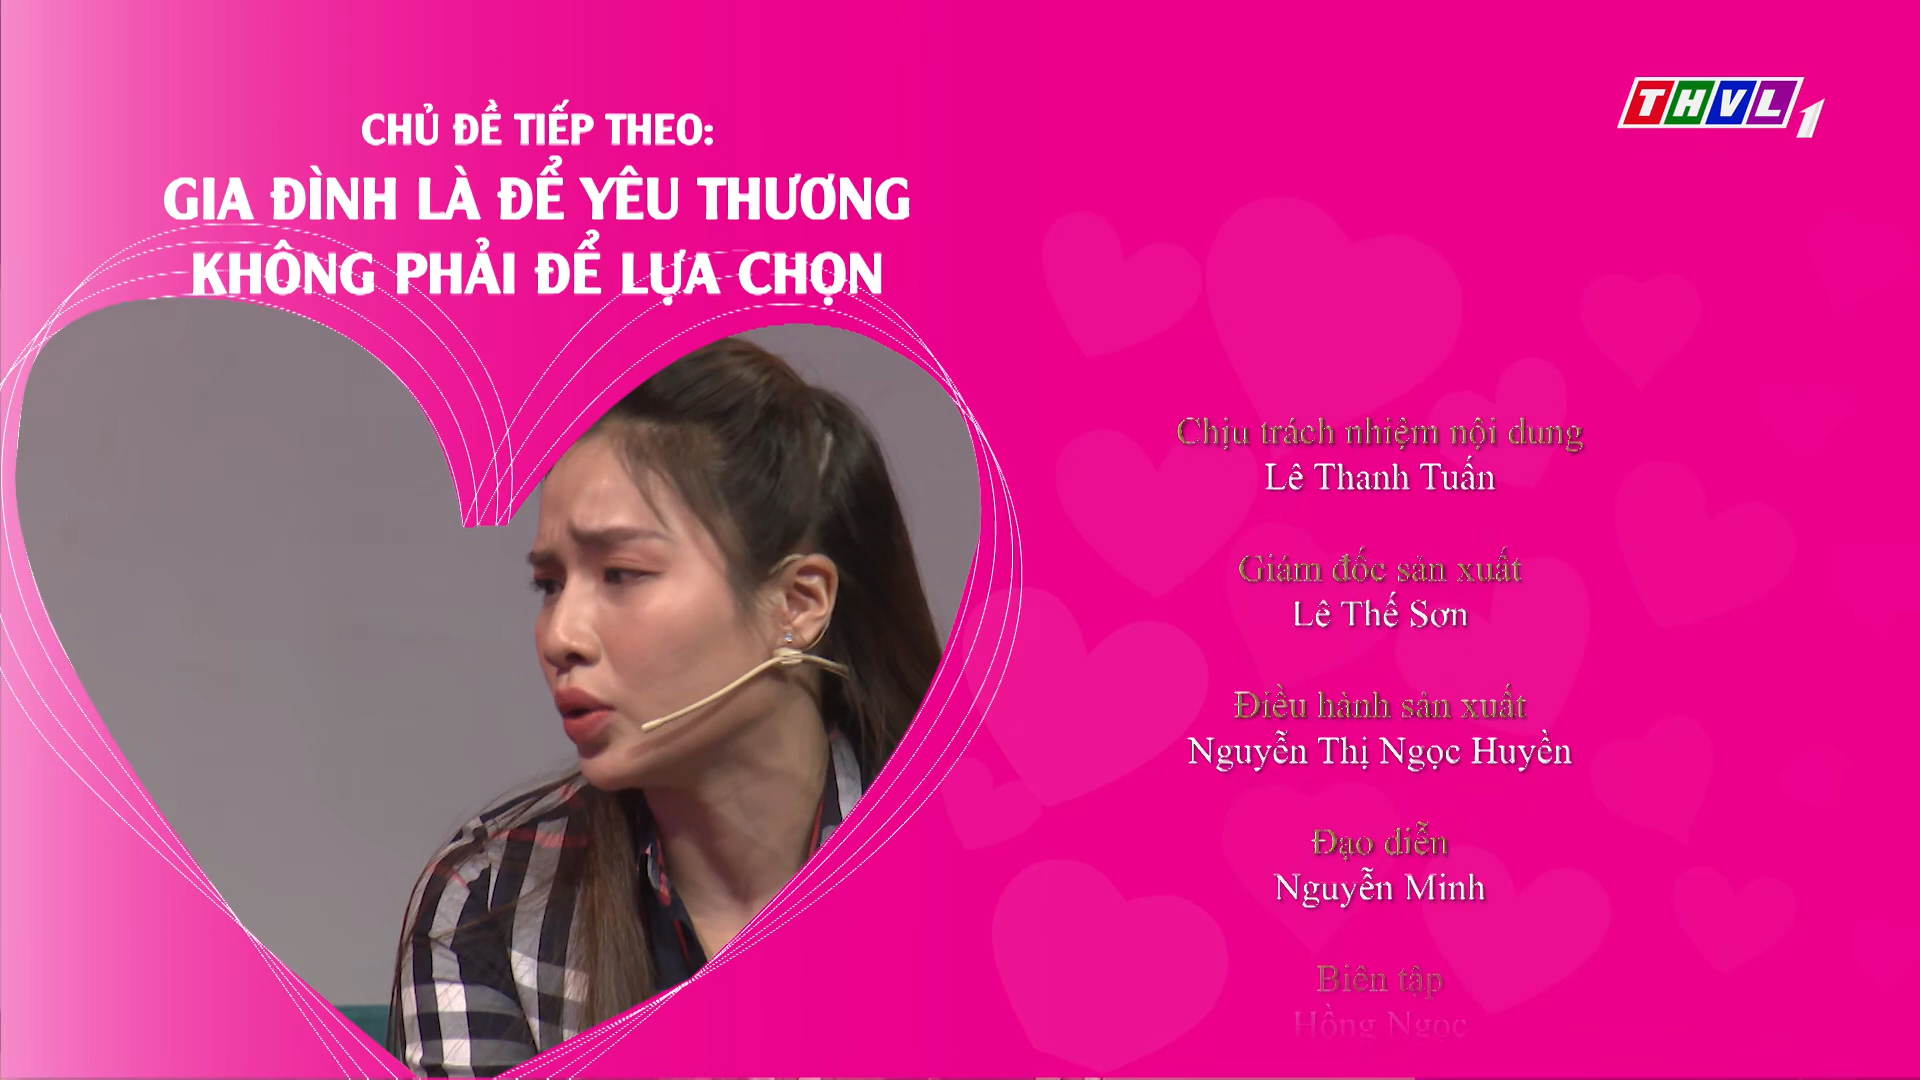 CHỦ ĐỀ TIẾP THEO:
GIA ĐÌNH LÀ ĐỂ YÊU THƯƠNG
KHÔNG PHẢI ĐỂ LỰA CHỌN
THVL1
Chịu trách nhiệm nội dung
Lê Thanh Tuấn
Giám đốc sản xuất
Lê Thế Sơn
Điều hành sản xuất
Nguyễn Thị Ngọc Huyền
Đạo diễn
Nguyễn Minh
Biên tập
Hồng Ngọc